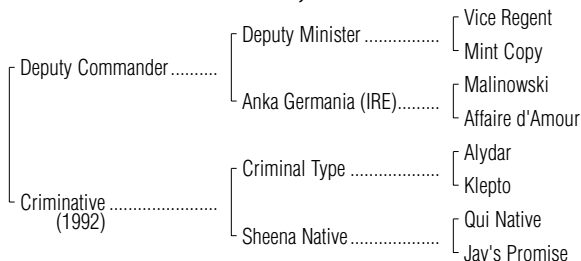 Vice Regent
Deputy Minister
Mint Copy
Deputy Commander
Malinowski
Anka Germania (IRE)
Affaire d'Amour
Alydar
Criminal Type
Klepto
Criminative
(1992)
Qui Native
Sheena Native
Jay's Promise